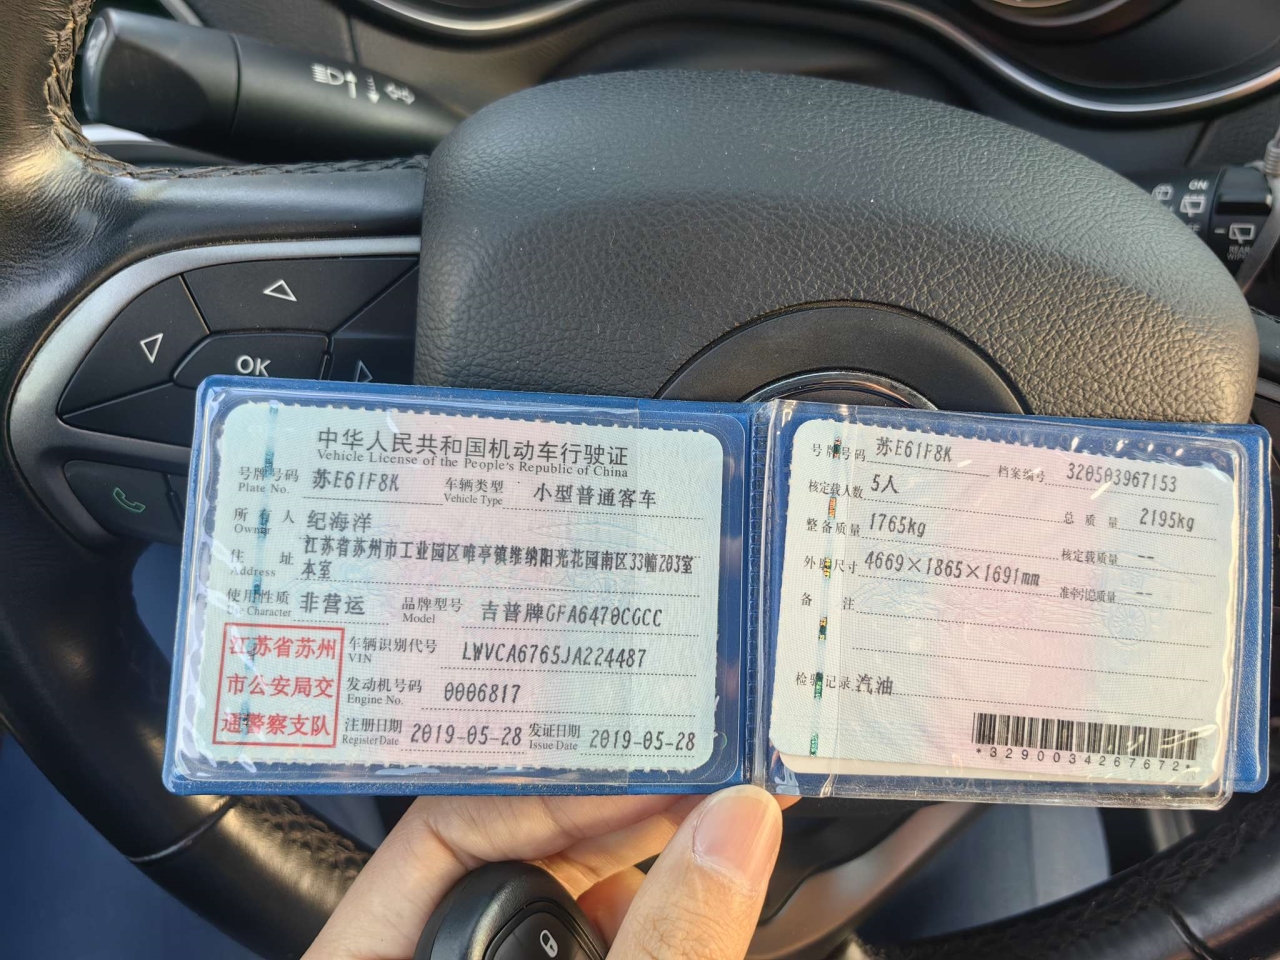 OK
ON
中华人民共和国机动车行驶证
Vehicle License of the People's Republic of China
号牌号码 苏E61F8K 车辆类型 小型普通客车
Plate No. Vehicle Type
所有人 纪海洋
Owner
住址 江苏省苏州市工业园区唯亭镇维纳阳光花园南区33幢203室
Address 本室
使用性质 非营运 品牌型号 吉普牌GFA6470CGCC
Use Character Model
江苏省苏州
市公安局交
通警察支队
车辆识别代号 LWVCA6765JA224487
VIN
发动机号码 0006817
Engine No.
注册日期 2019-05-28 发证日期 2019-05-28
Register Date Issue Date
号牌号码 苏E61F8K 档案编号 320503967153
核定载人数 5人 总质量 2195kg
整备质量 1765kg 核定载质量 --
外廓尺寸 4669×1865×1691mm 准牵引总质量 --
备注
检验记录 汽油
*3290034267672*